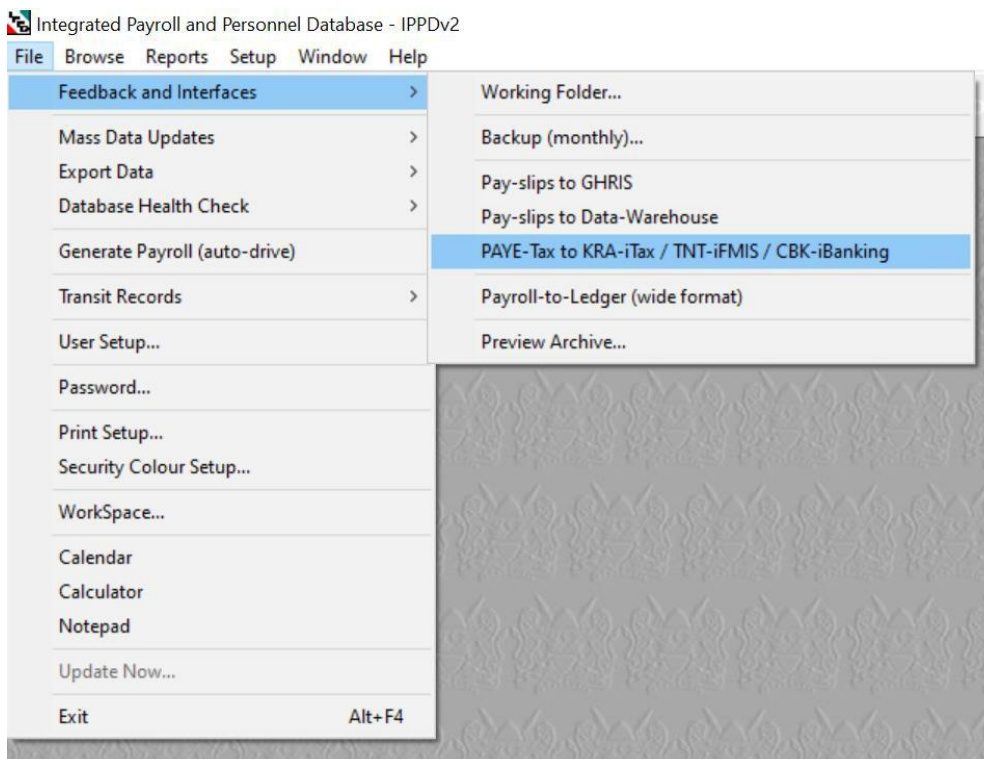 Integrated Payroll and Personnel Database - IPPDv2
File Browse Reports Setup Window Help
Feedback and Interfaces
Mass Data Updates
Export Data
Database Health Check
Generate Payroll (auto-drive)
Transit Records
User Setup...
Password...
Print Setup...
Security Colour Setup...
WorkSpace...
Calendar
Calculator
Notepad
Update Now...
Exit Alt+F4
Working Folder...
Backup (monthly)...
Pay-slips to GHRIS
Pay-slips to Data-Warehouse
PAYE-Tax to KRA-iTax / TNT-iFMIS / CBK-iBanking
Payroll-to-Ledger (wide format)
Preview Archive...